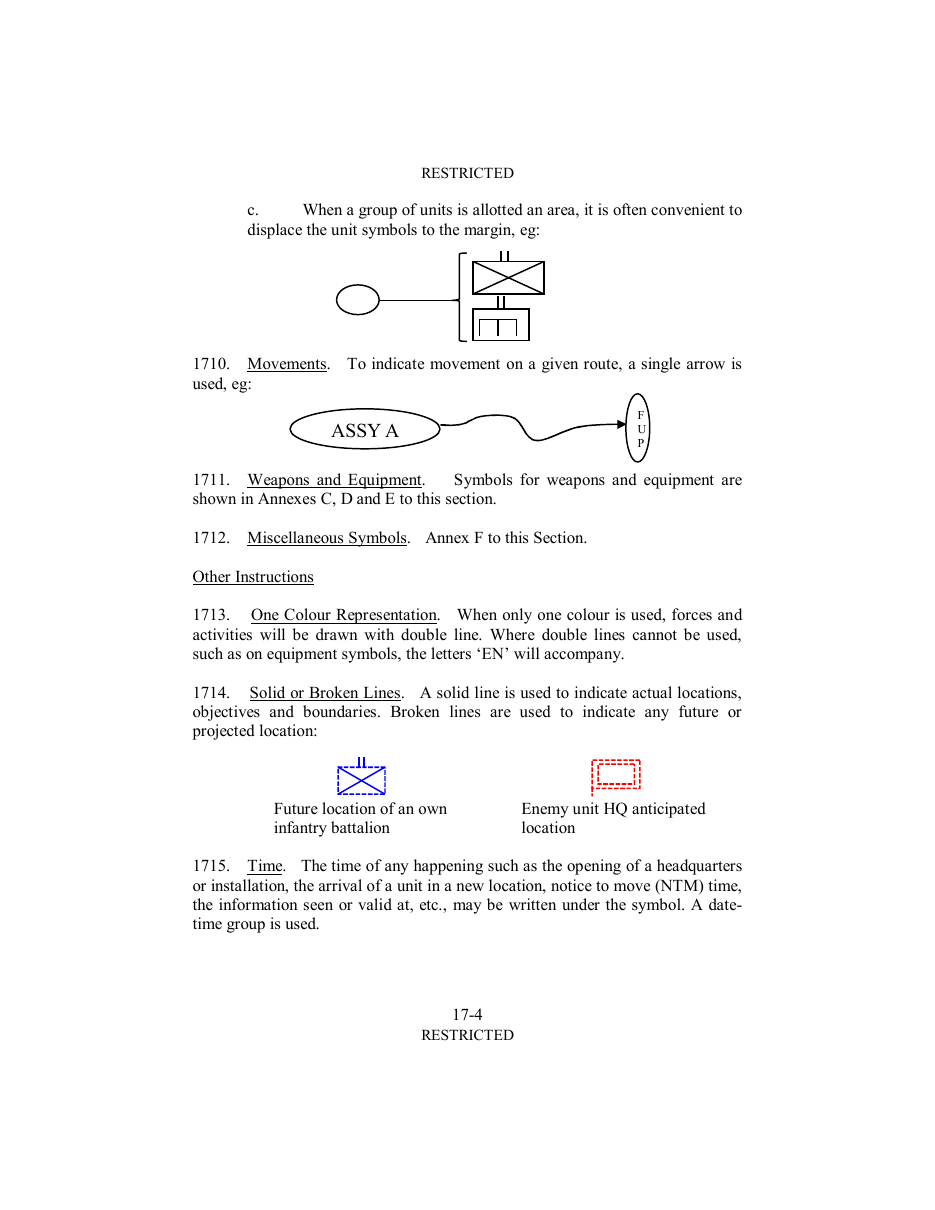 RESTRICTED
c. When a group of units is allotted an area, it is often convenient to
displace the unit symbols to the margin, eg:
1710. Movements. To indicate movement on a given route, a single arrow is
used, eg:
ASSY A
F
U
P
1711. Weapons and Equipment. Symbols for weapons and equipment are
shown in Annexes C, D and E to this section.
1712. Miscellaneous Symbols. Annex F to this Section.
Other Instructions
1713. One Colour Representation. When only one colour is used, forces and
activities will be drawn with double line. Where double lines cannot be used,
such as on equipment symbols, the letters ‘EN’ will accompany.
1714. Solid or Broken Lines. A solid line is used to indicate actual locations,
objectives and boundaries. Broken lines are used to indicate any future or
projected location:
Future location of an own
infantry battalion
Enemy unit HQ anticipated
location
1715. Time. The time of any happening such as the opening of a headquarters
or installation, the arrival of a unit in a new location, notice to move (NTM) time,
the information seen or valid at, etc., may be written under the symbol. A date-
time group is used.
17-4
RESTRICTED